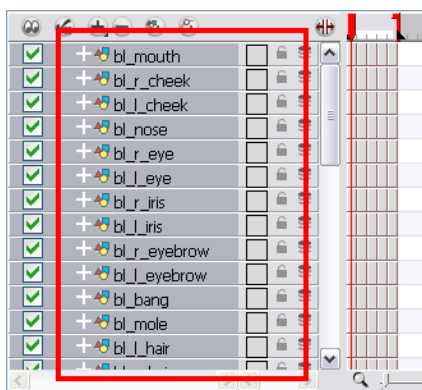 bl_mouth
bl_r_cheek
bl_l_cheek
bl_nose
bl_r_eye
bl_l_eye
bl_r_iris
bl_l_iris
bl_r_eyebrow
bl_l_eyebrow
bl_bang
bl_mole
bl_l_hair